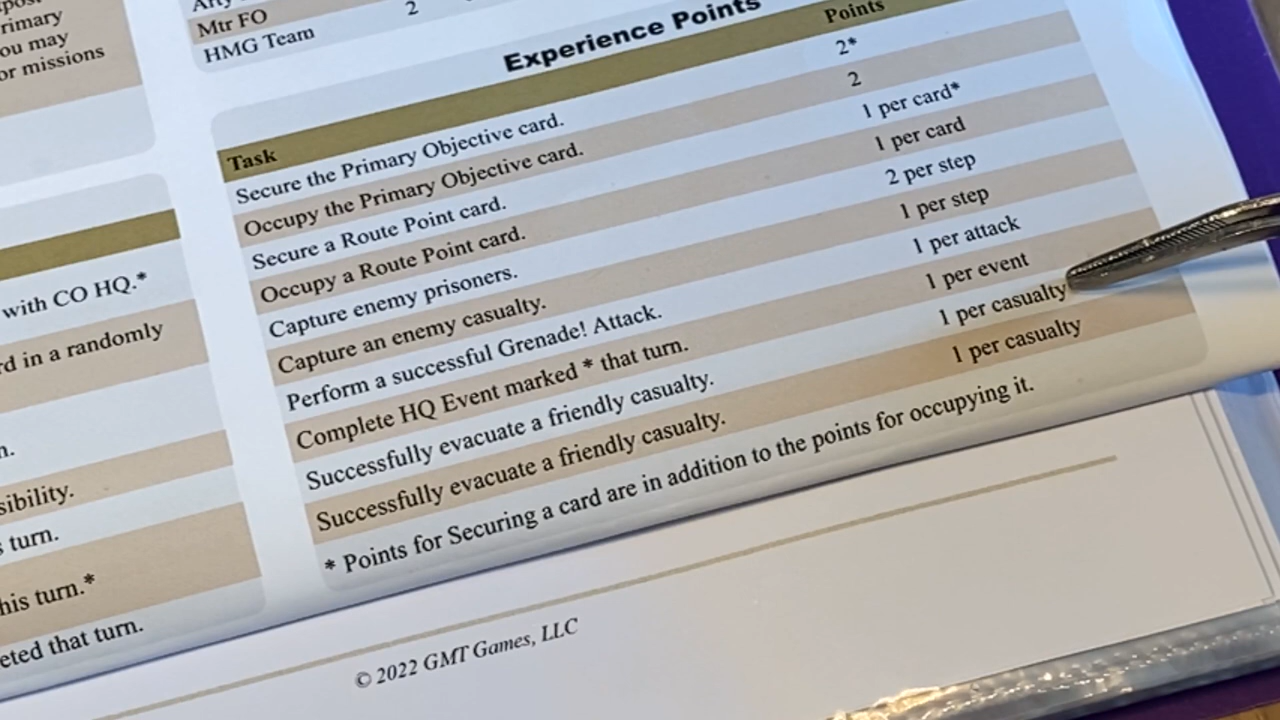 rimary
ou may
or missions
with CO HQ.*
rd in a randomly
sibility.
turn.
his turn.*
eted that turn.
Mtr FO 2
HMG Team
Experience Points
Task Points
Secure the Primary Objective card. 2*
Occupy the Primary Objective card. 2
Secure a Route Point card. 1 per card*
Occupy a Route Point card. 1 per card
Capture enemy prisoners. 2 per step
Capture an enemy casualty. 1 per step
Perform a successful Grenade! Attack. 1 per attack
Complete HQ Event marked * that turn. 1 per event
Successfully evacuate a friendly casualty. 1 per casualty
Successfully evacuate a friendly casualty. 1 per casualty
* Points for Securing a card are in addition to the points for occupying it.
© 2022 GMT Games, LLC